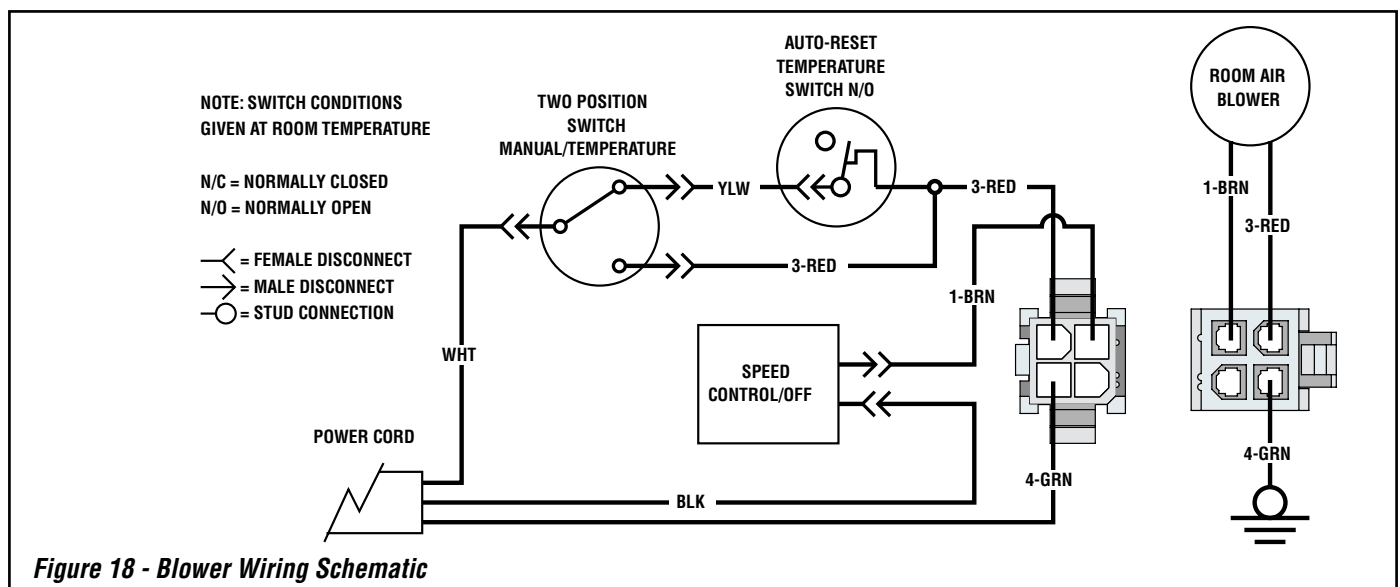 AUTO-RESET
TEMPERATURE
SWITCH N/O
ROOM AIR
BLOWER
NOTE: SWITCH CONDITIONS
GIVEN AT ROOM TEMPERATURE
TWO POSITION
SWITCH
MANUAL/TEMPERATURE
N/C = NORMALLY CLOSED
N/O = NORMALLY OPEN
YLW
3-RED
1-BRN
3-RED
= FEMALE DISCONNECT
= MALE DISCONNECT
= STUD CONNECTION
3-RED
1-BRN
WHT
SPEED
CONTROL/OFF
POWER CORD
4-GRN
4-GRN
BLK
Figure 18 - Blower Wiring Schematic